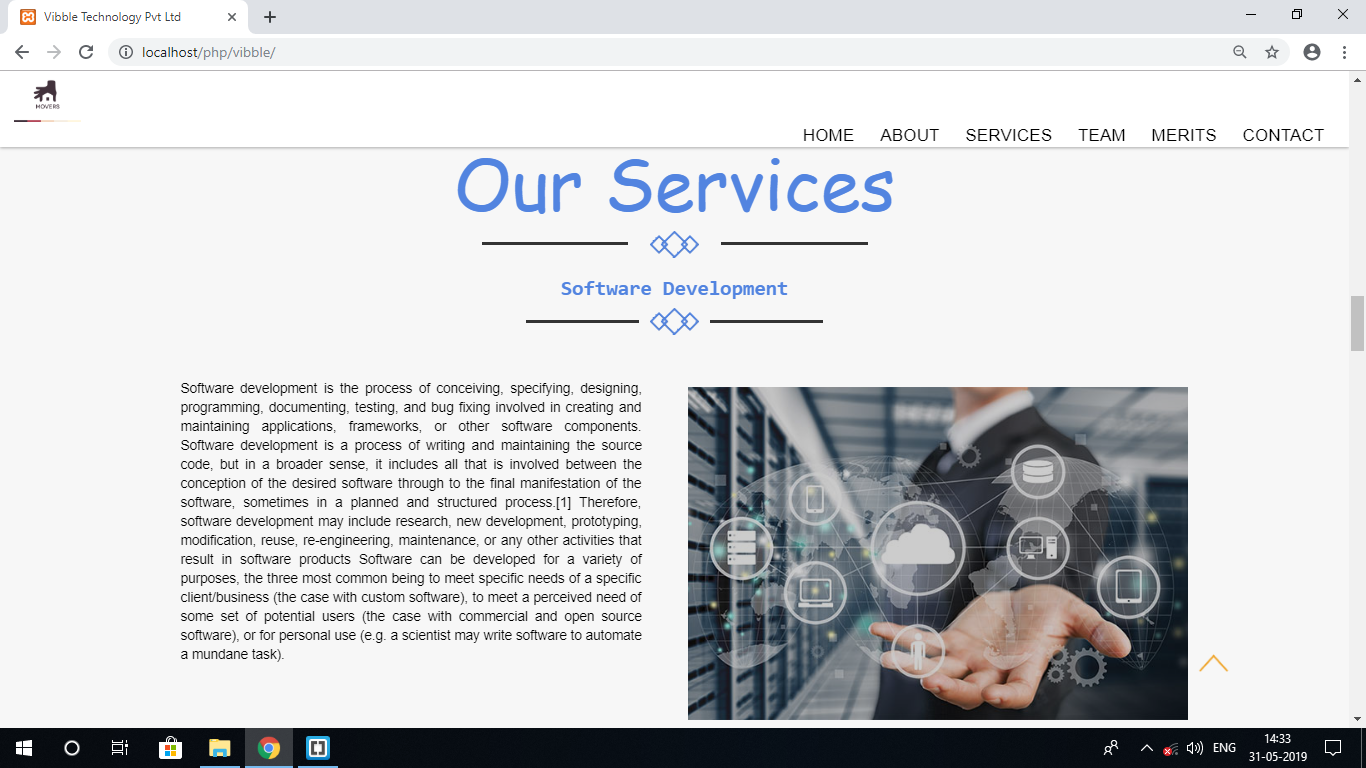 Vibble Technology Pvt Ltd
localhost/php/vibble/
MOVERS
HOME ABOUT SERVICES TEAM MERITS CONTACT
Our Services
Software Development
Software development is the process of conceiving, specifying, designing,
programming, documenting, testing, and bug fixing involved in creating and
maintaining applications, frameworks, or other software components.
Software development is a process of writing and maintaining the source
code, but in a broader sense, it includes all that is involved between the
conception of the desired software through to the final manifestation of the
software, sometimes in a planned and structured process.[1] Therefore,
software development may include research, new development, prototyping,
modification, reuse, re-engineering, maintenance, or any other activities that
result in software products Software can be developed for a variety of
purposes, the three most common being to meet specific needs of a specific
client/business (the case with custom software), to meet a perceived need of
some set of potential users (the case with commercial and open source
software), or for personal use (e.g. a scientist may write software to automate
a mundane task).
ENG
14:33
31-05-2019